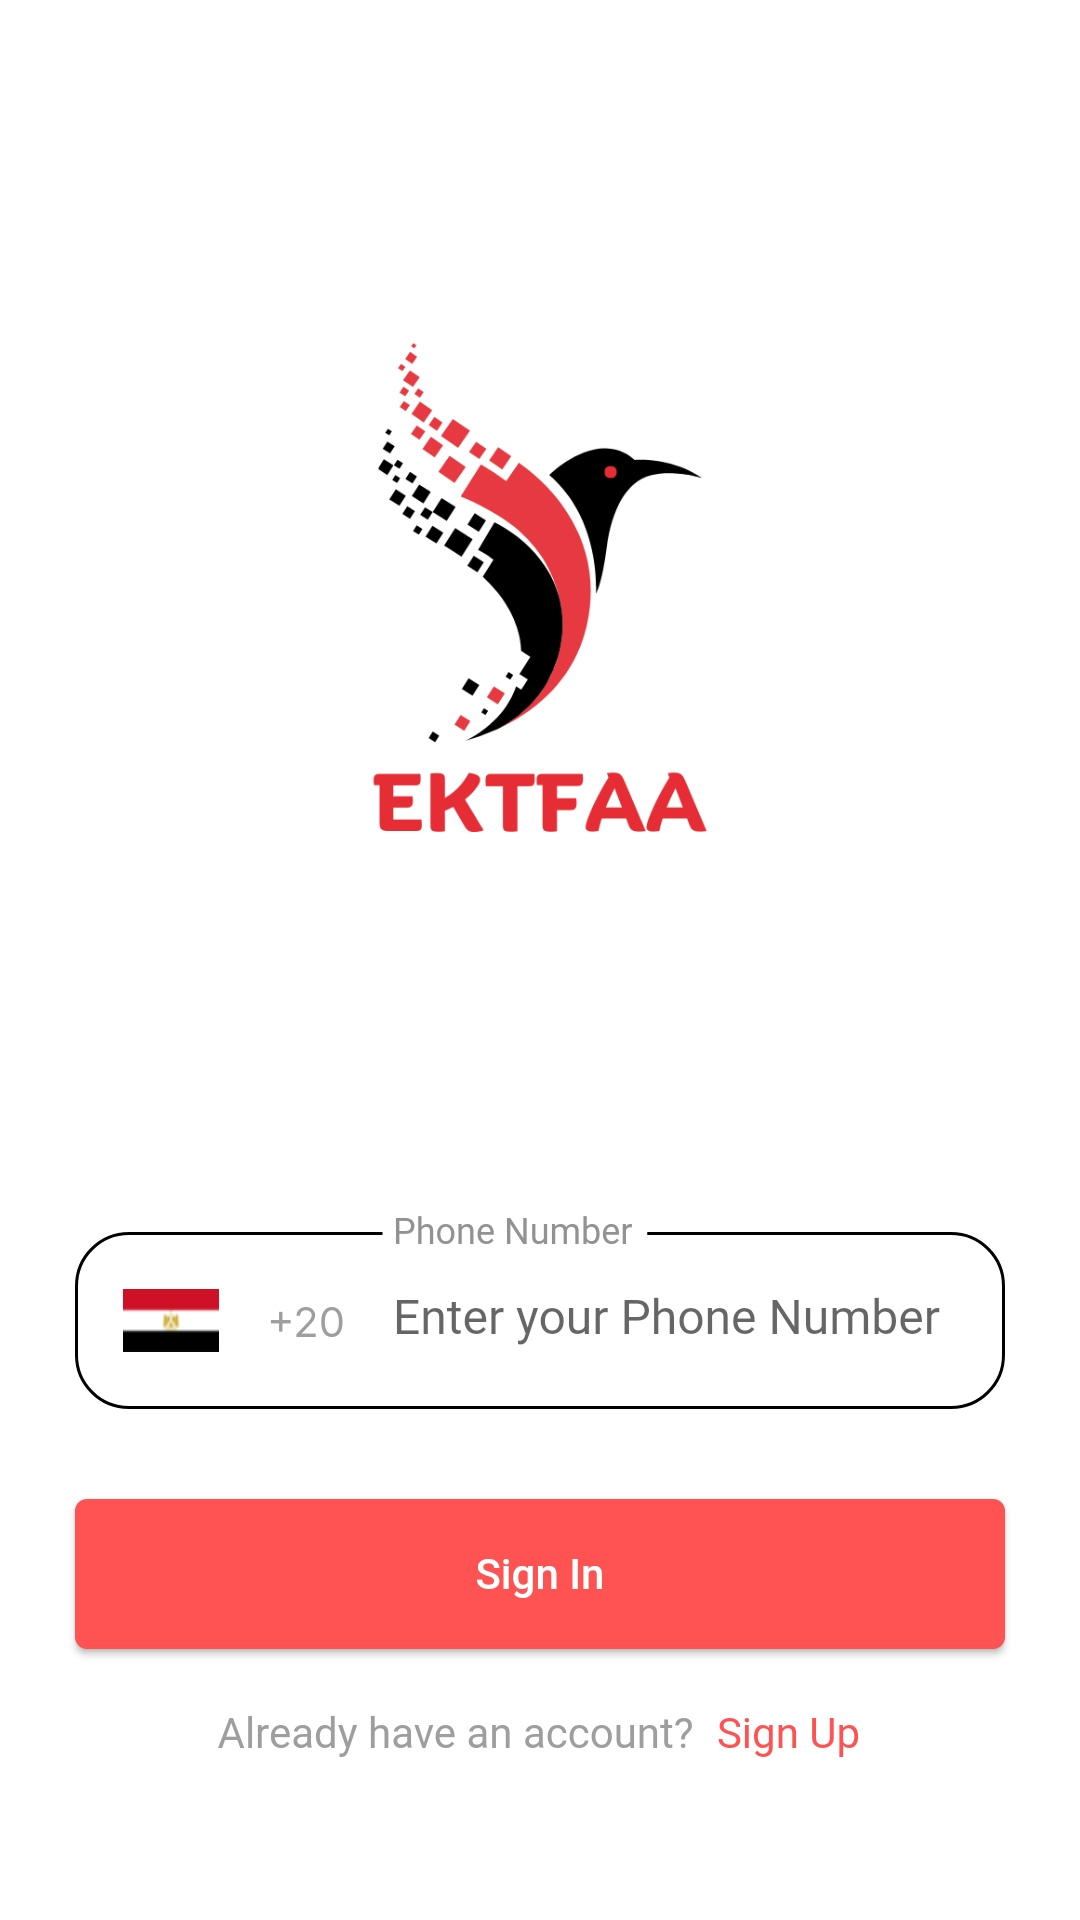 EKTFAA
Phone Number
+20 Enter your Phone Number
Sign In
Already have an account? Sign Up